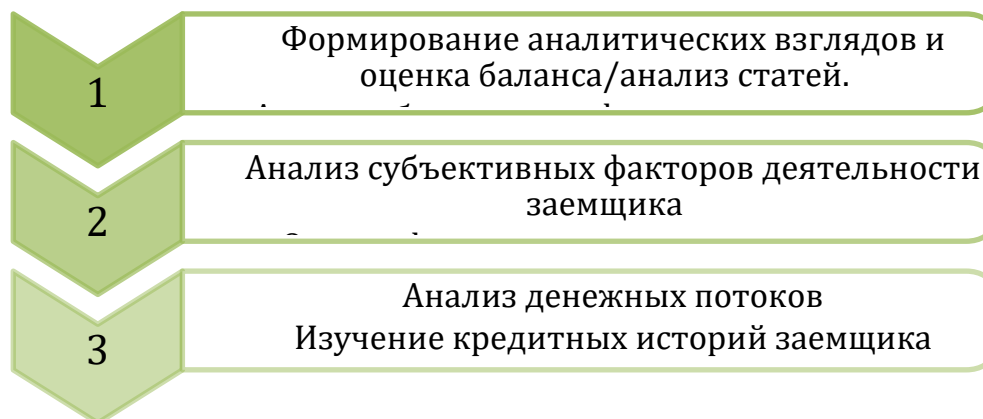 1
Формирование аналитических взглядов и
оценка баланса/анализ статей.
2
Анализ субъективных факторов деятельности
заемщика
3
Анализ денежных потоков
Изучение кредитных историй заемщика